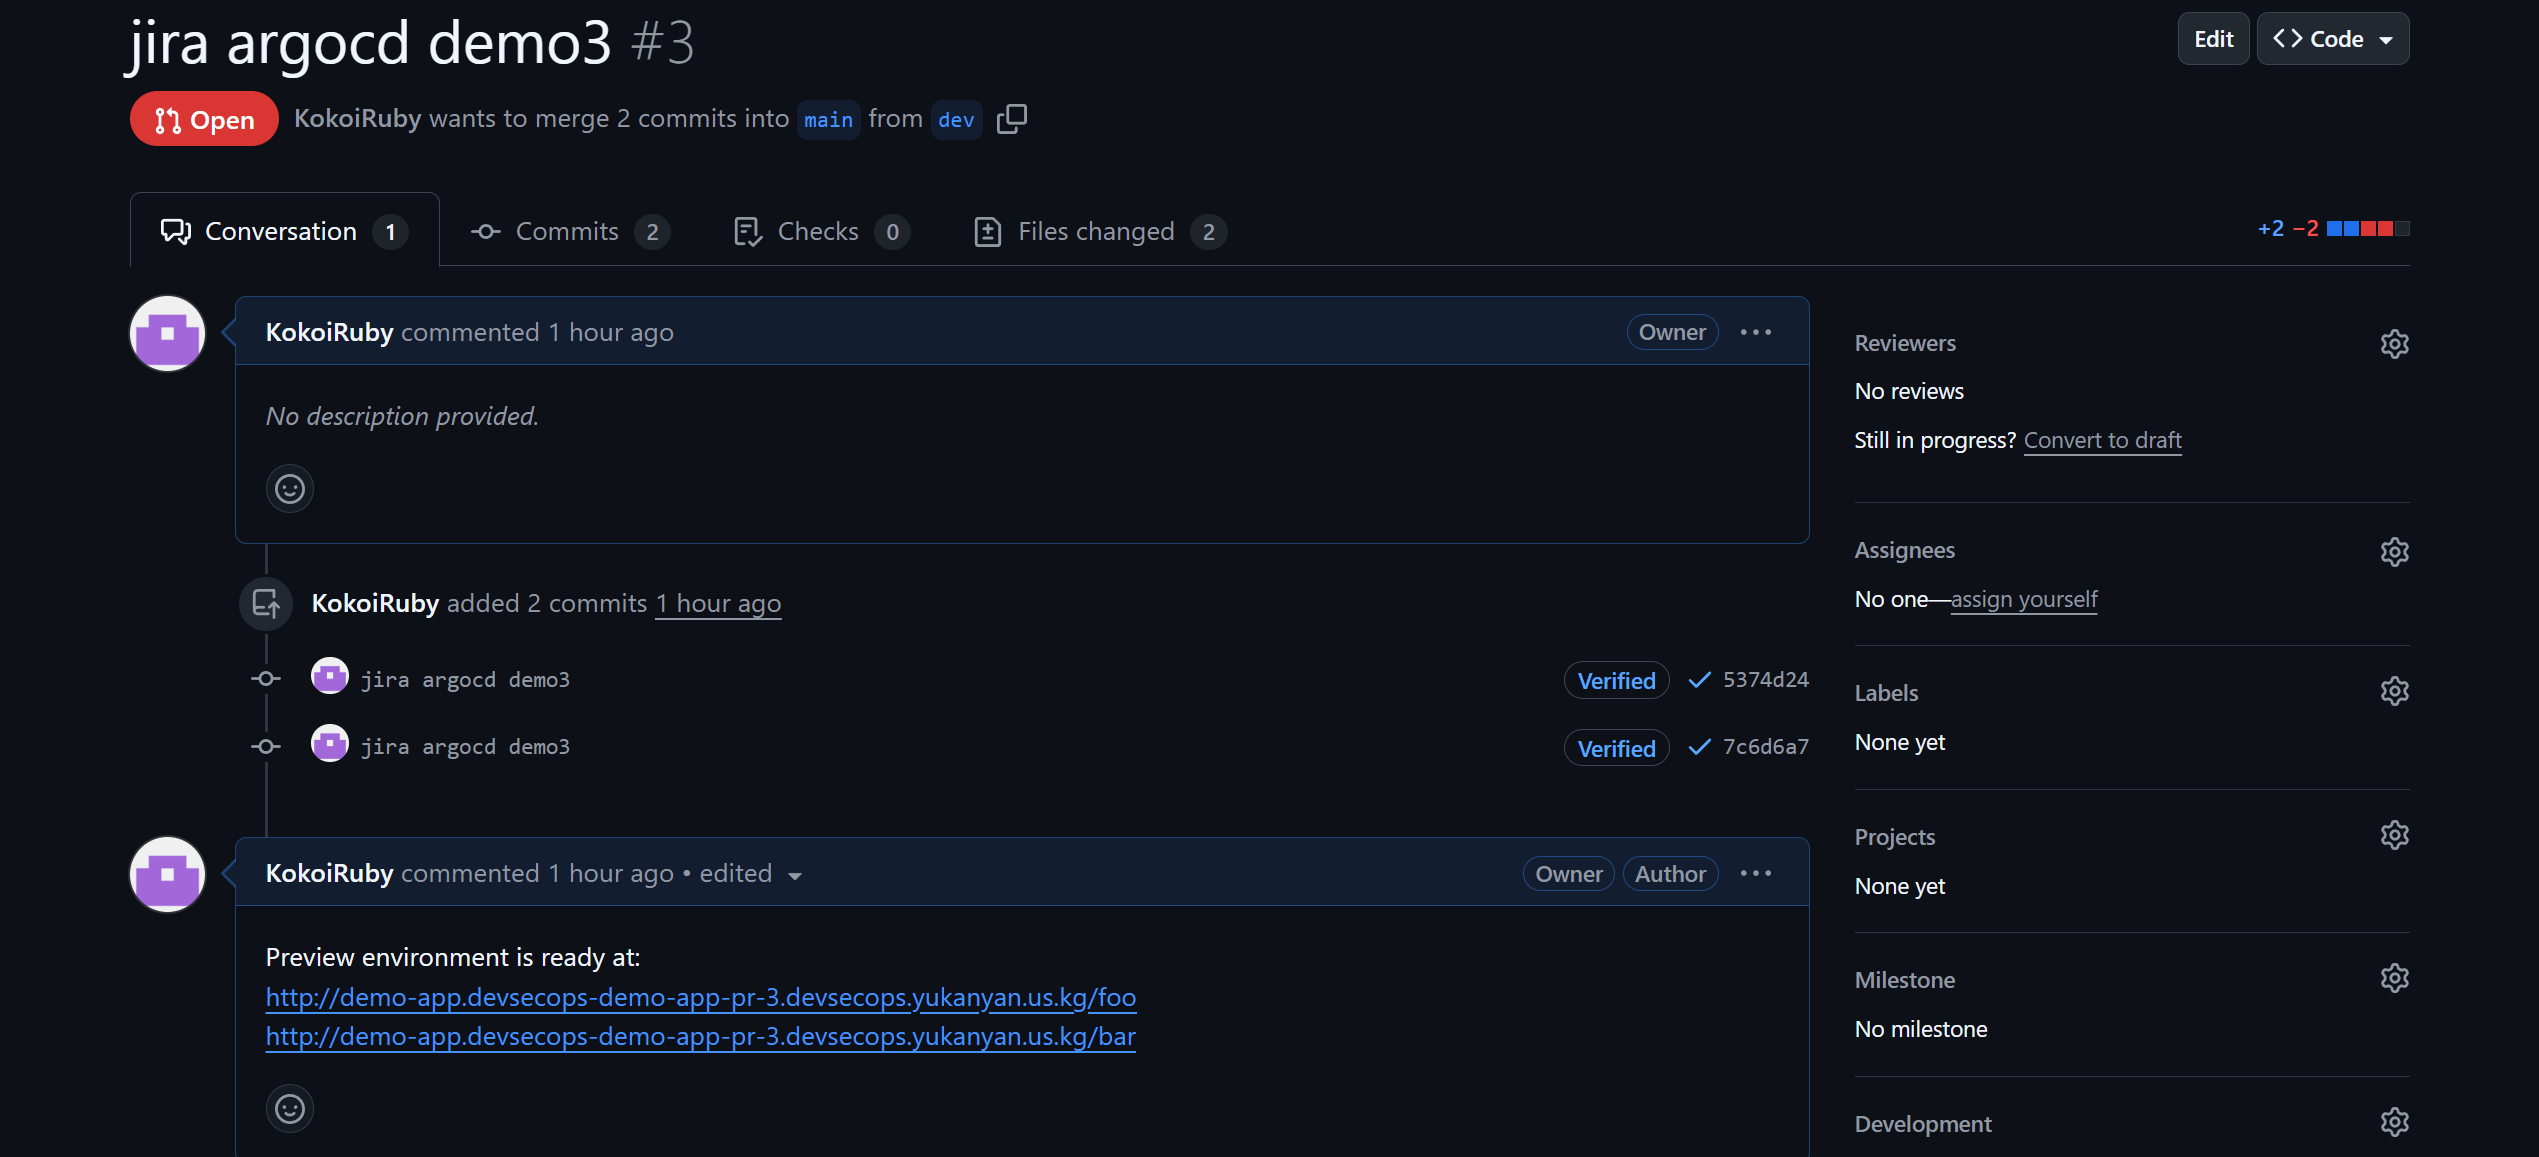 jira argocd demo3 #3
Edit
Code
Open
KokoiRuby wants to merge 2 commits into main from dev
Conversation 1
Commits 2
Checks 0
Files changed 2
+2 −2
KokoiRuby commented 1 hour ago
Owner
No description provided.
KokoiRuby added 2 commits 1 hour ago
jira argocd demo3
Verified
5374d24
jira argocd demo3
Verified
7c6d6a7
KokoiRuby commented 1 hour ago • edited
Owner
Author
Preview environment is ready at:
http://demo-app.devsecops-demo-app-pr-3.devsecops.yukanyan.us.kg/foo
http://demo-app.devsecops-demo-app-pr-3.devsecops.yukanyan.us.kg/bar
Reviewers
No reviews
Still in progress? Convert to draft
Assignees
No one—assign yourself
Labels
None yet
Projects
None yet
Milestone
No milestone
Development